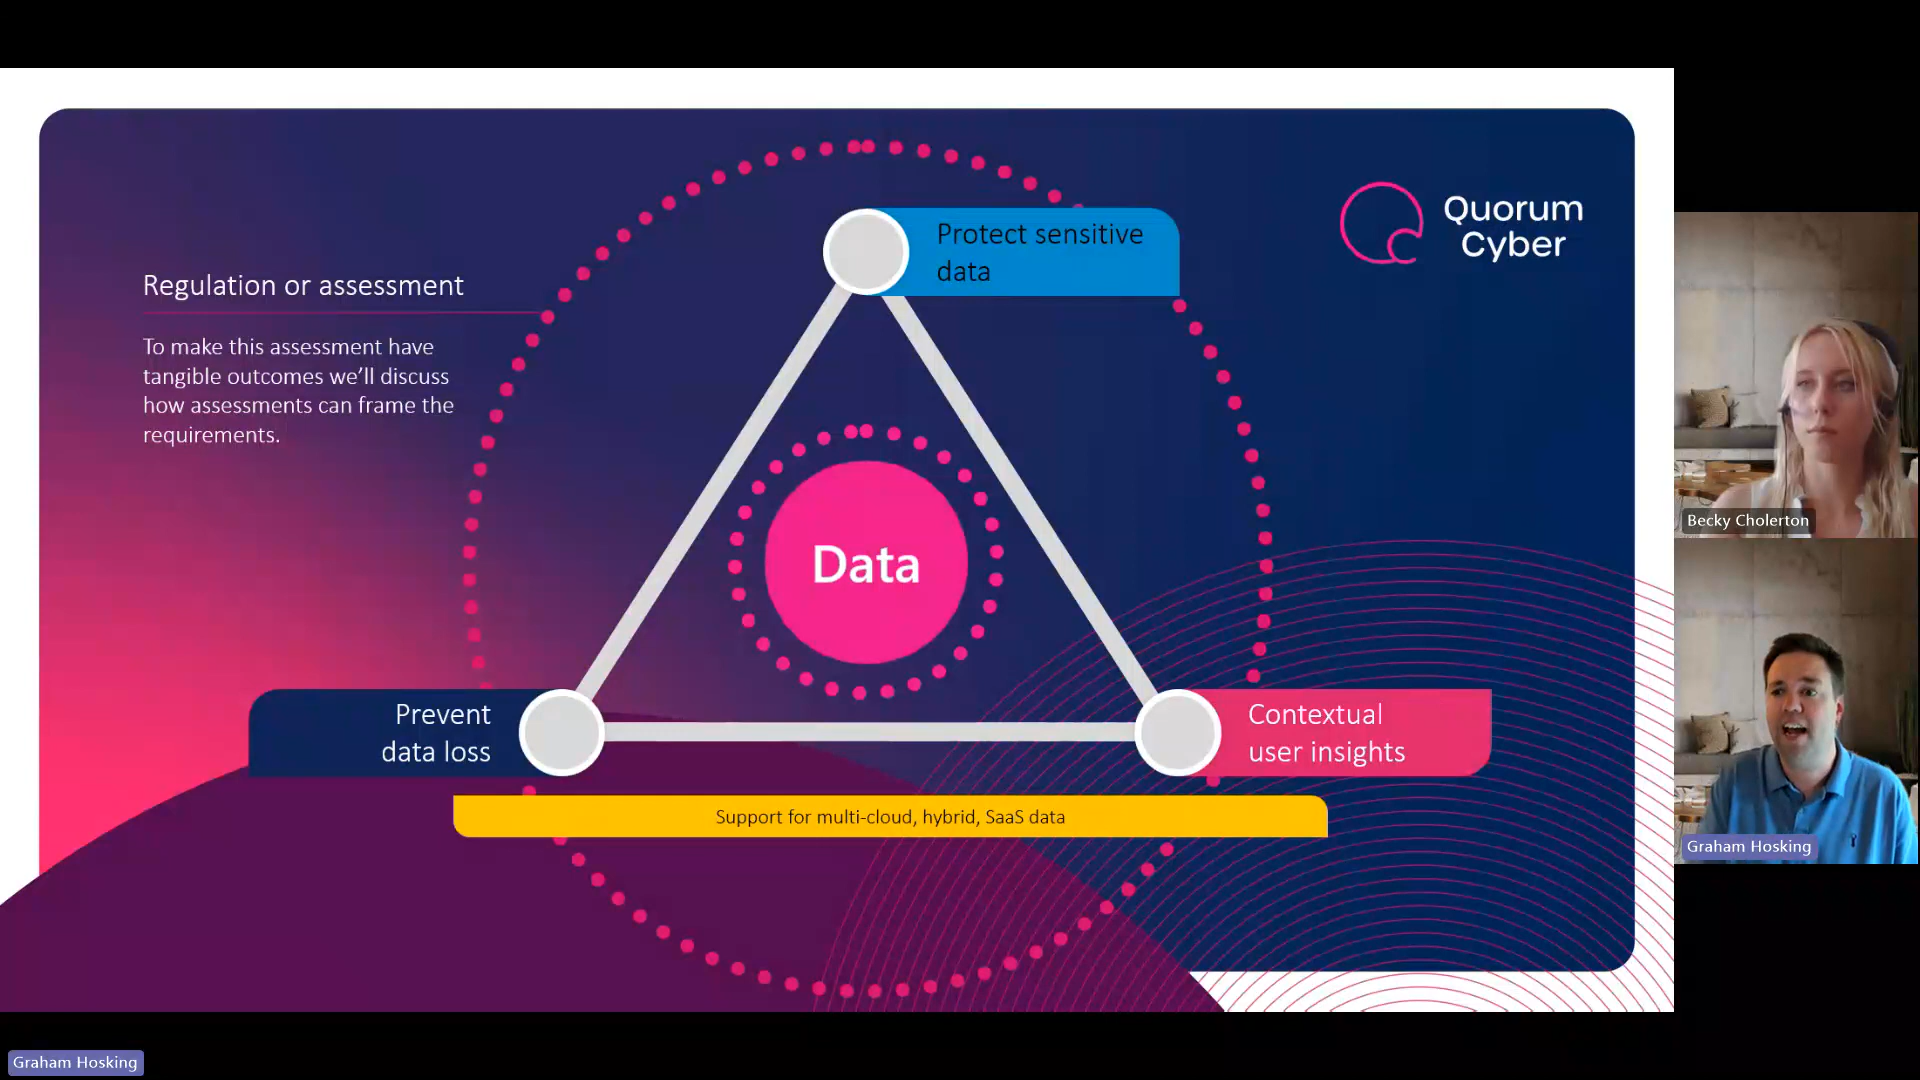 Quorum
Cyber
Protect sensitive
data
Regulation or assessment
To make this assessment have
tangible outcomes we’ll discuss
how assessments can frame the
requirements.
Data
Prevent
data loss
Contextual
user insights
Support for multi-cloud, hybrid, SaaS data
Becky Cholerton
Graham Hosking
Graham Hosking